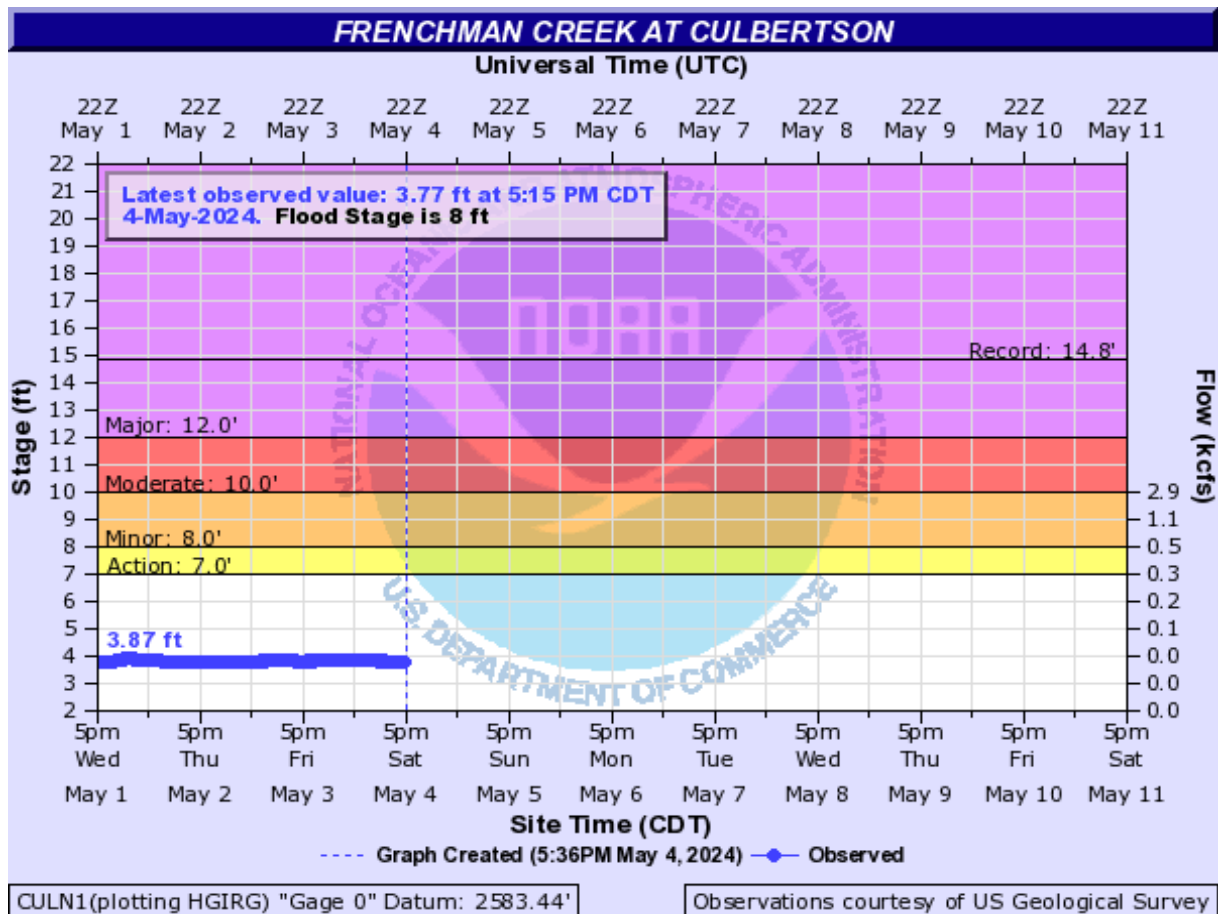 FRENCHMAN CREEK AT CULBERTSON
Universal Time (UTC)
22Z 22Z 22Z 22Z 22Z 22Z 22Z 22Z 22Z 22Z 22Z
May 1 May 2 May 3 May 4 May 5 May 6 May 7 May 8 May 9 May 10 May 11
Latest observed value: 3.77 ft at 5:15 PM CDT
4-May-2024. Flood Stage is 8 ft
22
21
20
19
18
17
16
15
14
13
12
11
10
9
8
7
6
5
4
3
2
Stage (ft)
NATIONAL OCEANIC AND ATMOSPHERIC ADMINISTRATION
NOAA
U.S. DEPARTMENT OF COMMERCE
Record: 14.8'
Major: 12.0'
Moderate: 10.0'
Minor: 8.0'
Action: 7.0'
3.87 ft
Flow (kcfs)
2.9
1.1
0.5
0.3
0.2
0.1
0.0
0.0
0.0
5pm 5pm 5pm 5pm 5pm 5pm 5pm 5pm 5pm 5pm 5pm
Wed Thu Fri Sat Sun Mon Tue Wed Thu Fri Sat
May 1 May 2 May 3 May 4 May 5 May 6 May 7 May 8 May 9 May 10 May 11
Site Time (CDT)
Graph Created (5:36PM May 4, 2024) Observed
CULN1(plotting HGIRG) "Gage 0" Datum: 2583.44'
Observations courtesy of US Geological Survey